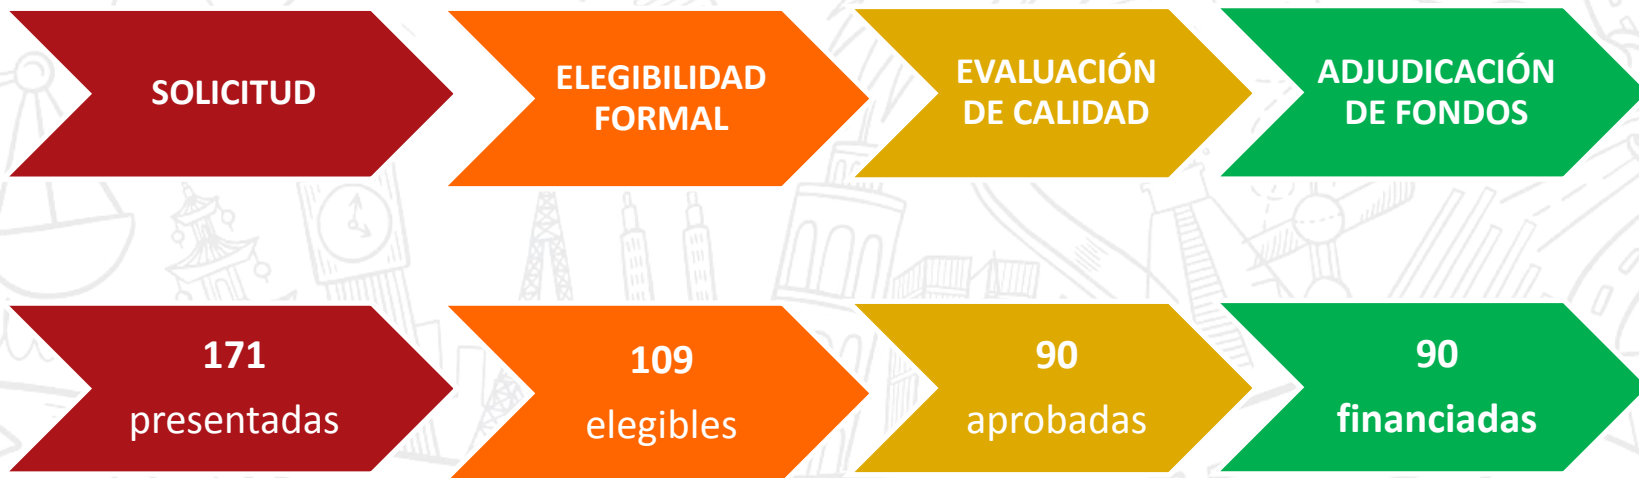 SOLICITUD
ELEGIBILIDAD
FORMAL
EVALUACIÓN
DE CALIDAD
ADJUDICACIÓN
DE FONDOS
171
presentadas
109
elegibles
90
aprobadas
90
financiadas